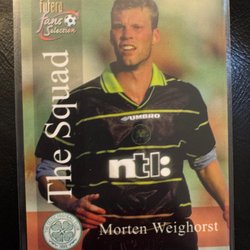 futera
fans
Selection
The Squad
UMBRO
ntl:
Morten Weighorst